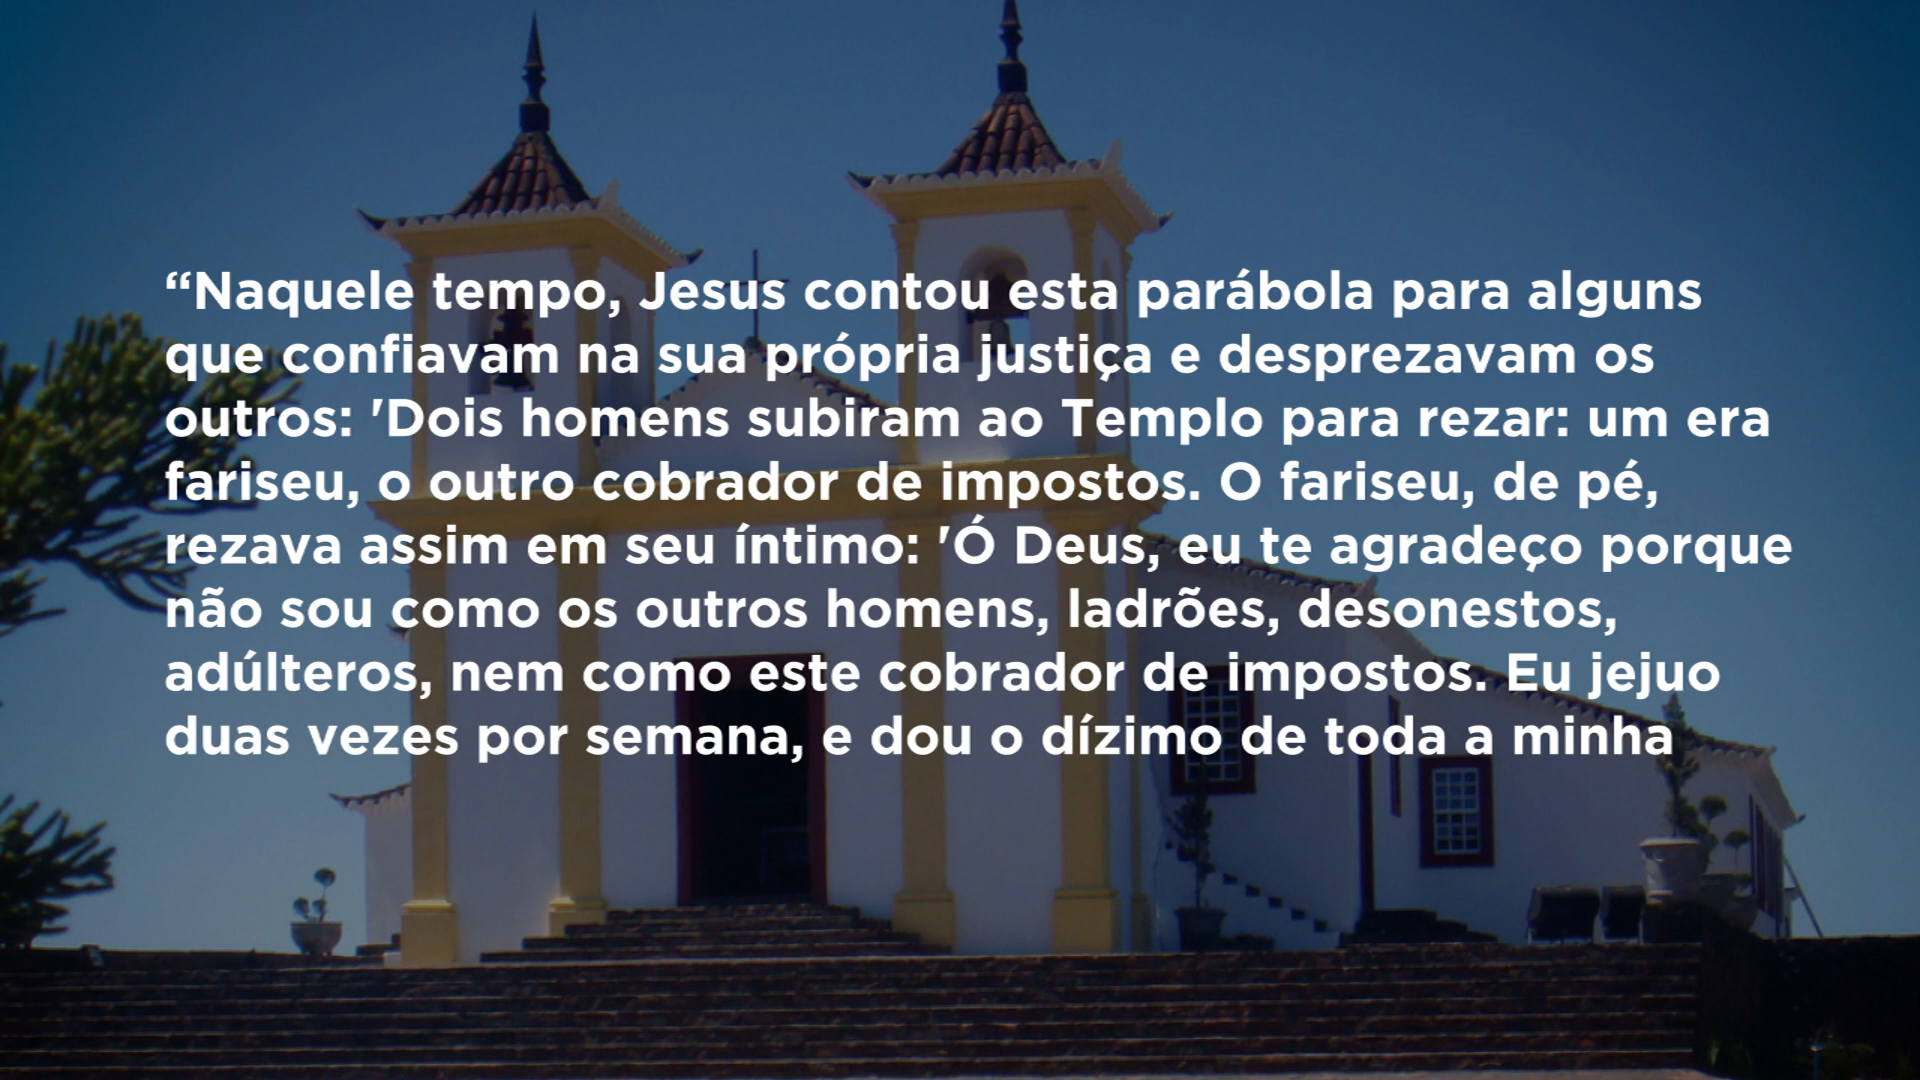 “Naquele tempo, Jesus contou esta parábola para alguns
que confiavam na sua própria justiça e desprezavam os
outros: 'Dois homens subiram ao Templo para rezar: um era
fariseu, o outro cobrador de impostos. O fariseu, de pé,
rezava assim em seu íntimo: 'Ó Deus, eu te agradeço porque
não sou como os outros homens, ladrões, desonestos,
adúlteros, nem como este cobrador de impostos. Eu jejuo
duas vezes por semana, e dou o dízimo de toda a minha